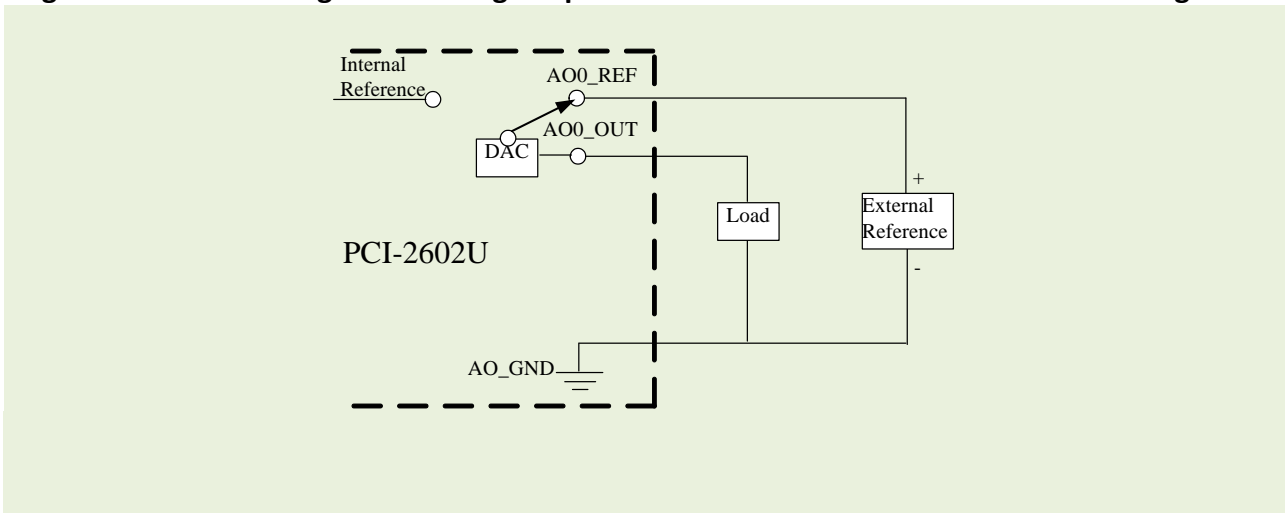 Internal
Reference
AO0_REF
AO0_OUT
DAC
+
External
Reference
-
Load
PCI-2602U
AO_GND